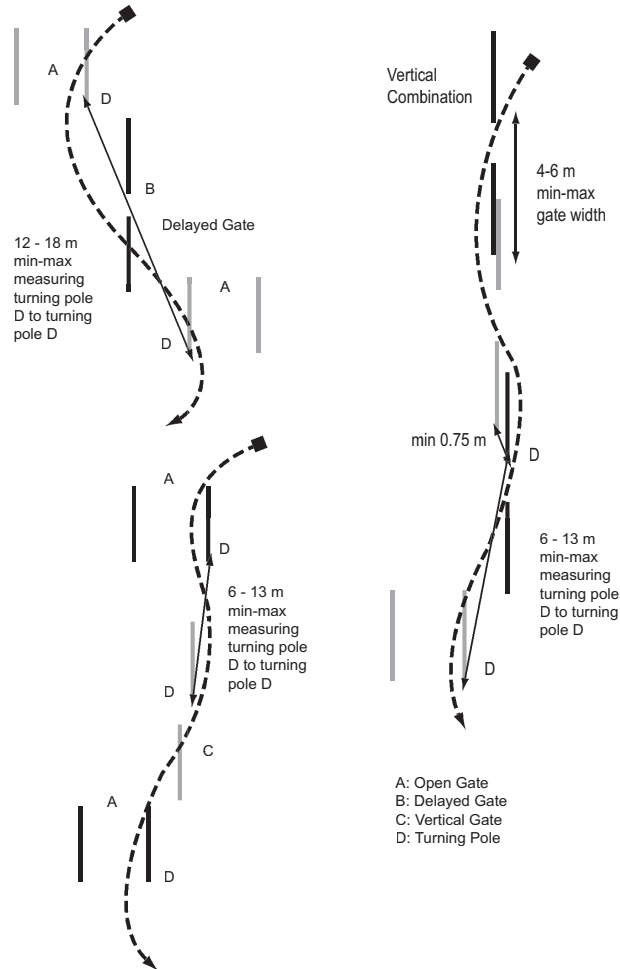 A
D
B
Delayed Gate
12 - 18 m
min-max
measuring
turning pole
D to turning
pole D
A
D
A
D
6 - 13 m
min-max
measuring
turning pole
D to turning
pole D
D
C
A
D
Vertical
Combination
4-6 m
min-max
gate width
min 0.75 m
D
6 - 13 m
min-max
measuring
turning pole
D to turning
pole D
D
A: Open Gate
B: Delayed Gate
C: Vertical Gate
D: Turning Pole